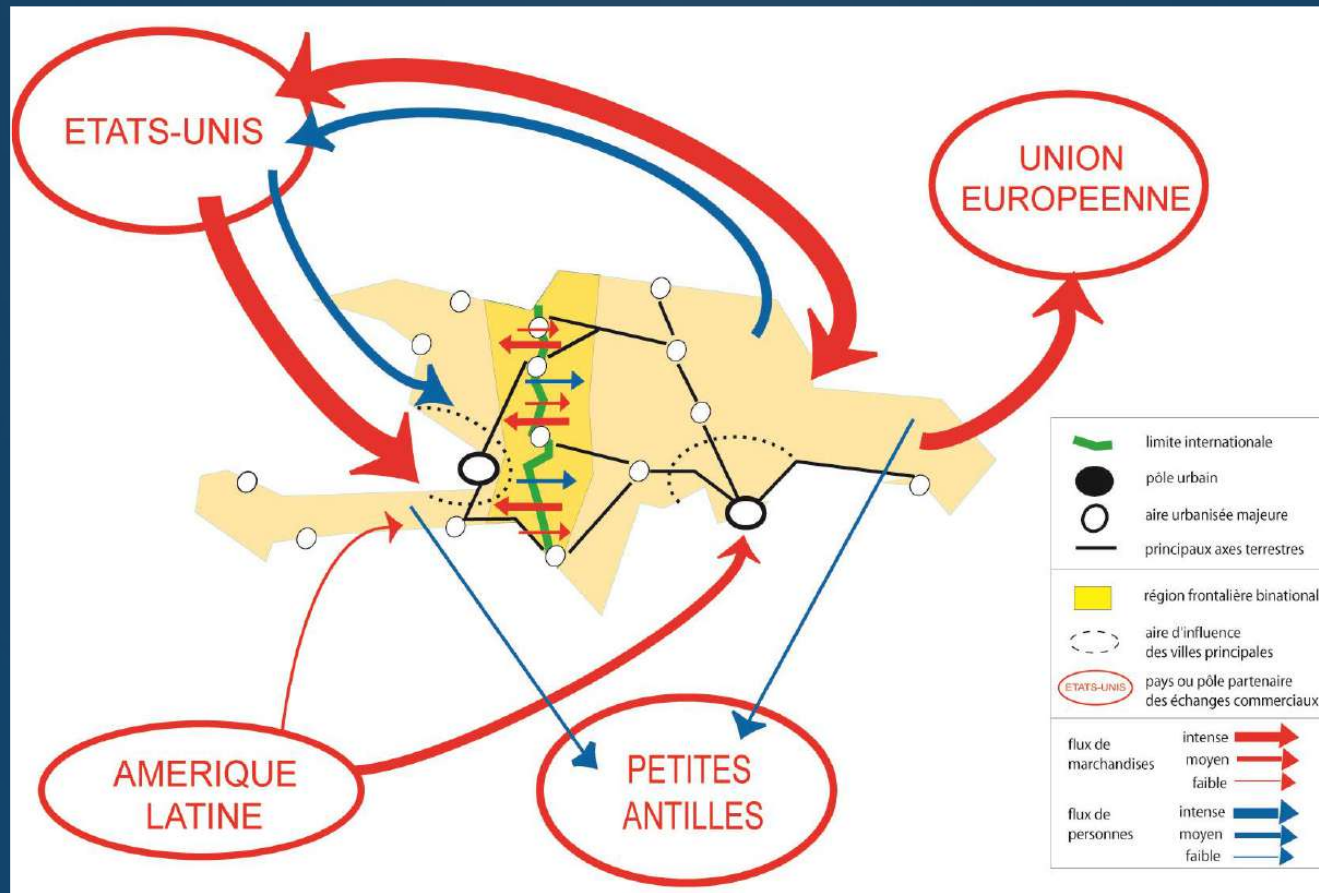 ETATS-UNIS
UNION
EUROPEENNE
AMERIQUE
LATINE
PETITES
ANTILLES
limite internationale
pôle urbain
aire urbanisée majeure
principaux axes terrestres
région frontalière binational
aire d'influence
des villes principales
ETATS-UNIS
pays ou pôle partenaire
des échanges commerciaux
flux de
marchandises
intense
moyen
faible
flux de
personnes
intense
moyen
faible